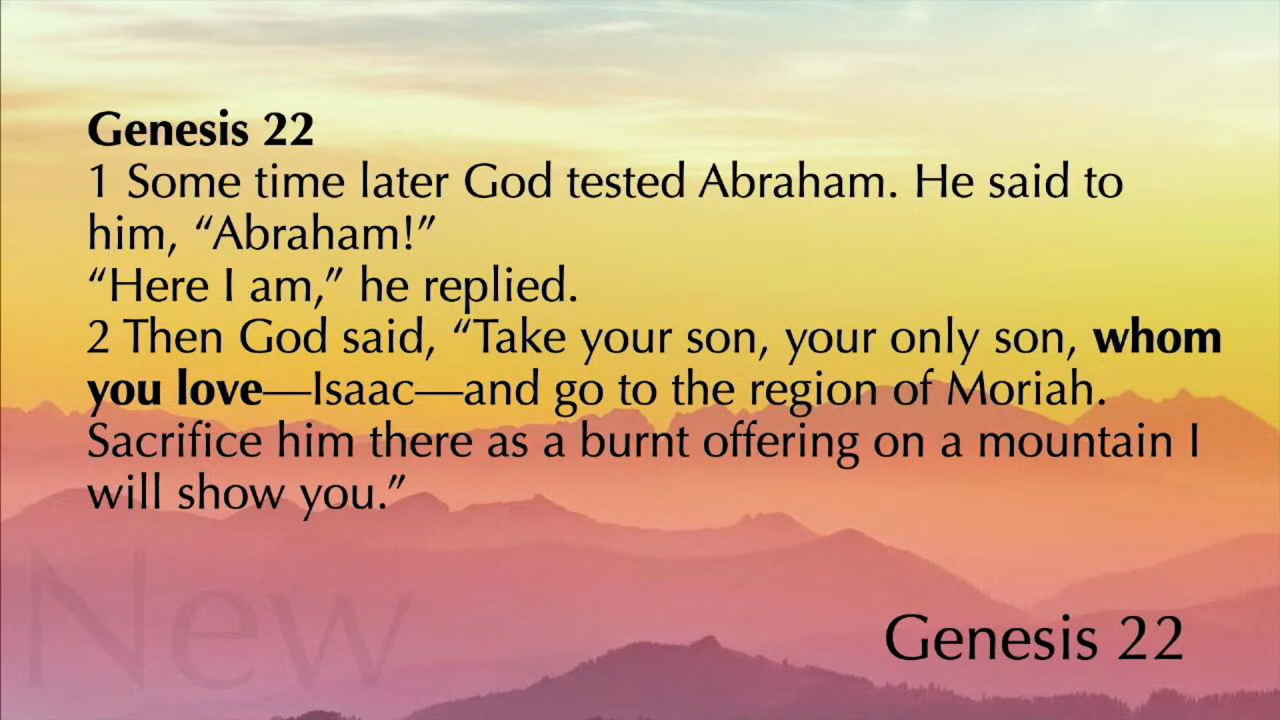 Genesis 22
1 Some time later God tested Abraham. He said to
him, “Abraham!”
“Here I am,” he replied.
2 Then God said, “Take your son, your only son, whom
you love—Isaac—and go to the region of Moriah.
Sacrifice him there as a burnt offering on a mountain I
will show you.”
New
Genesis 22